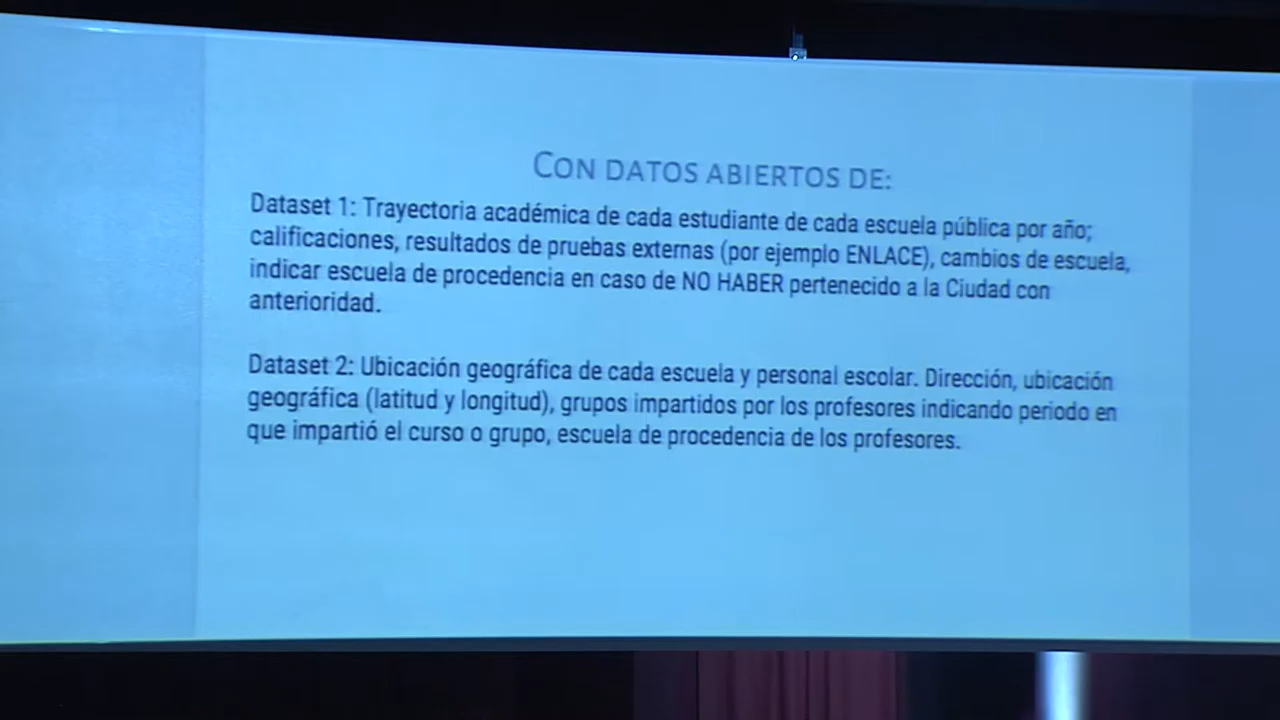 CON DATOS ABIERTOS DE:
Dataset 1: Trayectoria académica de cada estudiante de cada escuela pública por año;
calificaciones, resultados de pruebas externas (por ejemplo ENLACE), cambios de escuela,
indicar escuela de procedencia en caso de NO HABER pertenecido a la Ciudad con
anterioridad.
Dataset 2: Ubicación geográfica de cada escuela y personal escolar. Dirección, ubicación
geográfica (latitud y longitud), grupos impartidos por los profesores indicando periodo en
que impartió el curso o grupo, escuela de procedencia de los profesores.